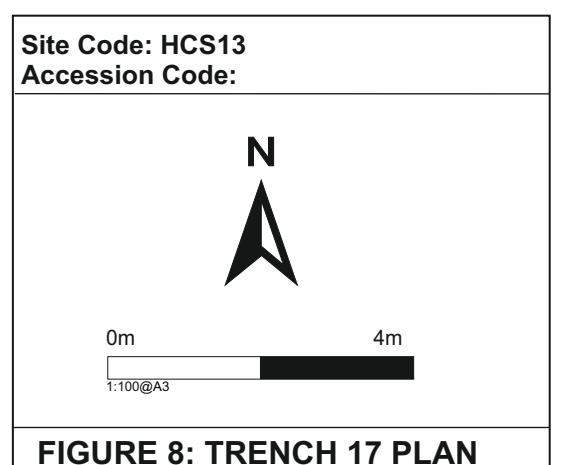 Site Code: HCS13
Accession Code:
N
0m 4m
1:100@A3
FIGURE 8: TRENCH 17 PLAN